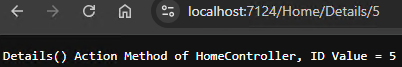 localhost:7124/Home/Details/5
Details() Action Method of HomeController, ID Value = 5